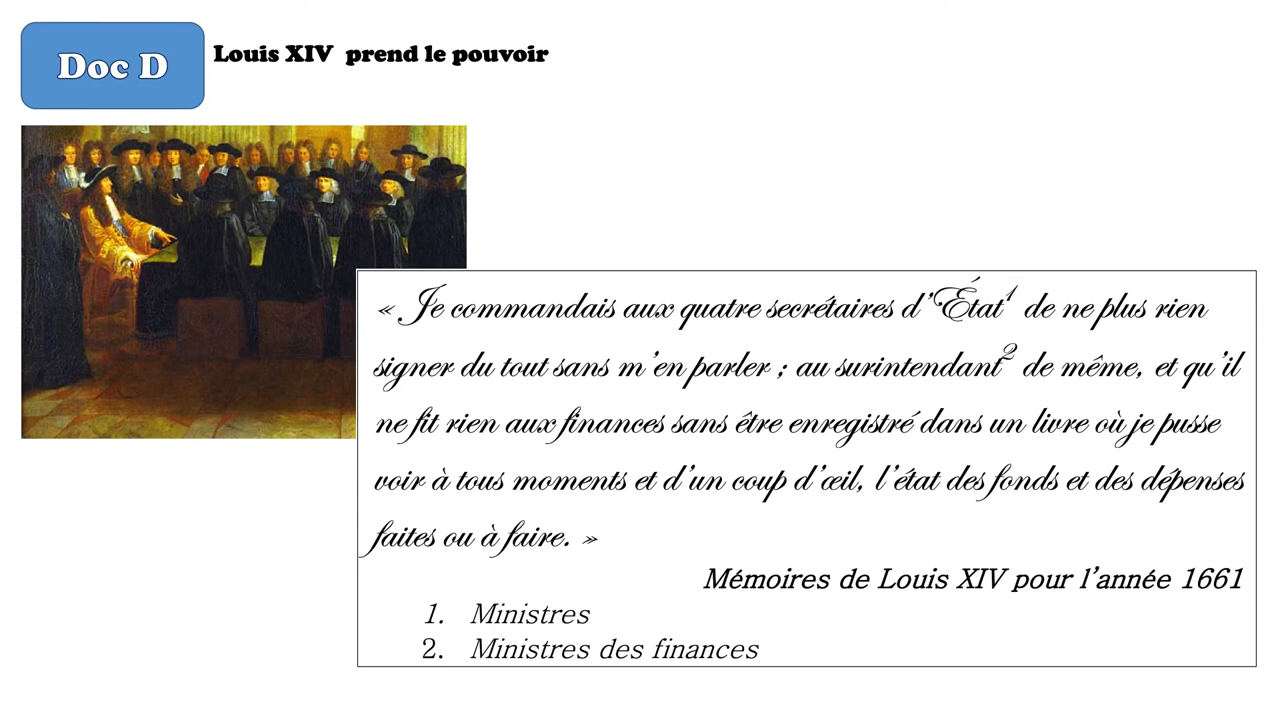 Doc D
Louis XIV prend le pouvoir
« Je commandais aux quatre secrétaires d’État¹ de ne plus rien
signer du tout sans m’en parler ; au surintendant² de même, et qu’il
ne fit rien aux finances sans être enregistré dans un livre où je pusse
voir à tous moments et d’un coup d’œil, l’état des fonds et des dépenses
faites ou à faire. »
Mémoires de Louis XIV pour l’année 1661
1. Ministres
2. Ministres des finances